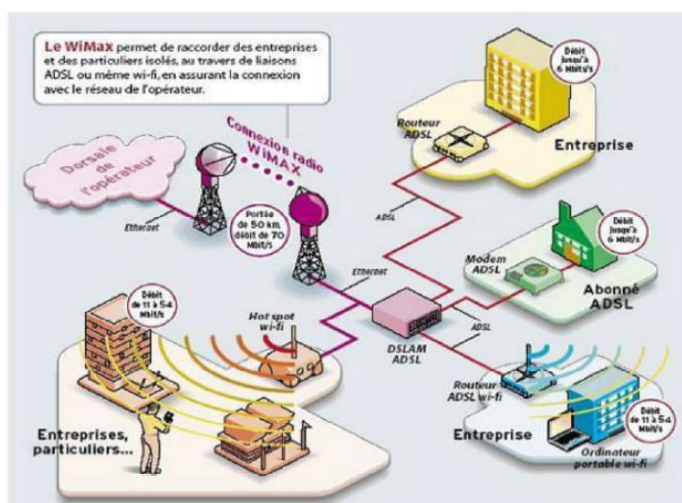 Le WiMax permet de raccorder des entreprises
et des particuliers isolés, au travers de liaisons
ADSL ou même wi-fi, en assurant la connexion
avec le réseau de l'opérateur.
Débit
jusqu'à
6 Mbits/s
Routeur
ADSL
Entreprise
Connexion radio
WiMAX
Dorsale
de
l'opérateur
Ethernet
Portée
de 50 km,
débit de 70
Mbit/s
ADSL
Ethernet
Débit
jusqu'à
6 Mbit/s
Modem
ADSL
Abonné
ADSL
Débit
de 11 à 54
Mbit/s
Hot spot
wi-fi
DSLAM
ADSL
ADSL
Routeur
ADSL wi-fi
Entreprise
Débit
de 11 à 54
Mbit/s
Ordinateur
portable wi-fi
Entreprises,
particuliers...